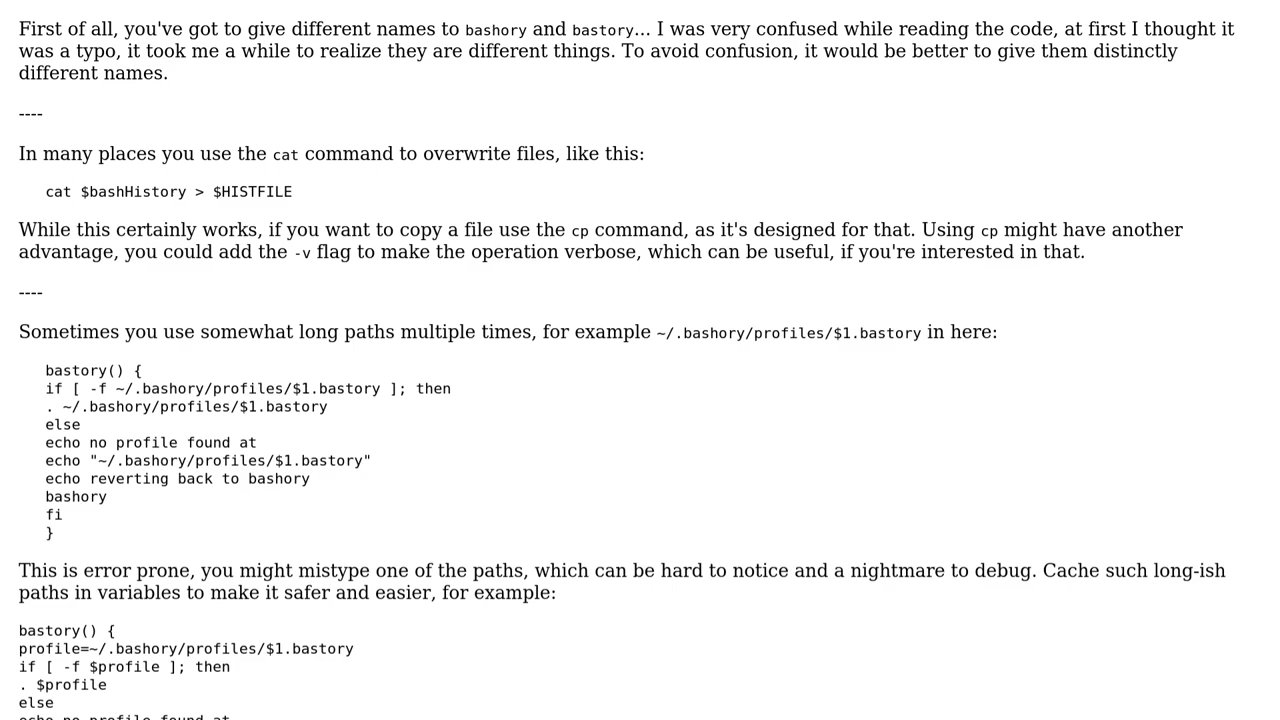 First of all, you've got to give different names to bashory and bastory... I was very confused while reading the code, at first I thought it
was a typo, it took me a while to realize they are different things. To avoid confusion, it would be better to give them distinctly
different names.
----
In many places you use the cat command to overwrite files, like this:
cat $bashHistory > $HISTFILE
While this certainly works, if you want to copy a file use the cp command, as it's designed for that. Using cp might have another
advantage, you could add the -v flag to make the operation verbose, which can be useful, if you're interested in that.
----
Sometimes you use somewhat long paths multiple times, for example ~/.bashory/profiles/$1.bastory in here:
bastory() {
if [ -f ~/.bashory/profiles/$1.bastory ]; then
. ~/.bashory/profiles/$1.bastory
else
echo no profile found at
echo "~/.bashory/profiles/$1.bastory"
echo reverting back to bashory
bashory
fi
}
This is error prone, you might mistype one of the paths, which can be hard to notice and a nightmare to debug. Cache such long-ish
paths in variables to make it safer and easier, for example:
bastory() {
profile=~/.bashory/profiles/$1.bastory
if [ -f $profile ]; then
. $profile
else
echo no profile found at